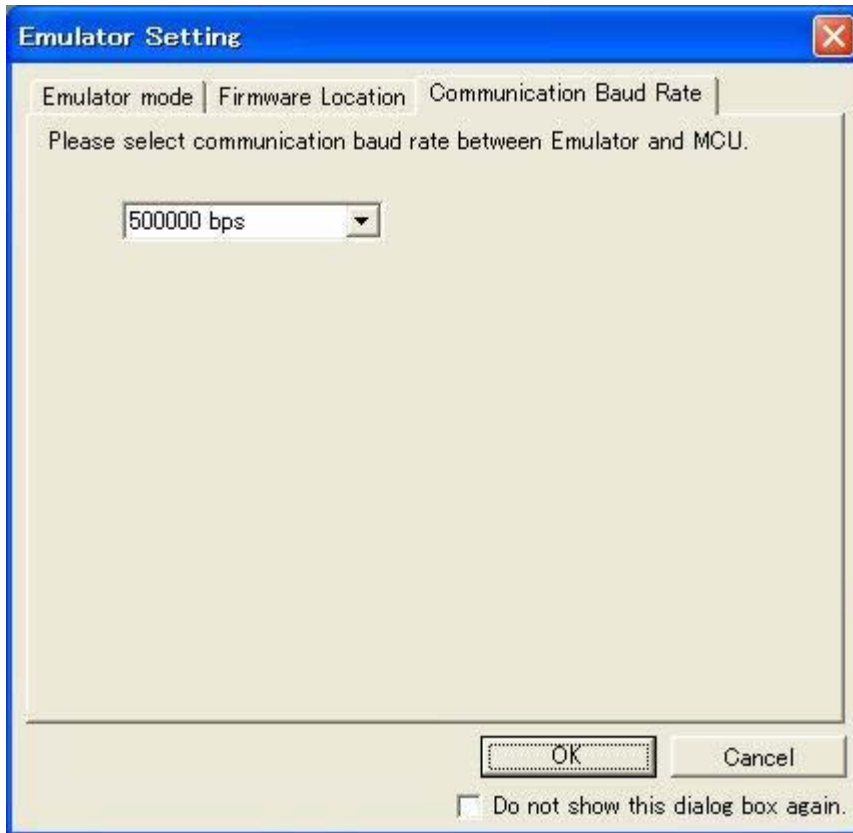 Emulator Setting
Emulator mode Firmware Location Communication Baud Rate
Please select communication baud rate between Emulator and MCU.
500000 bps
OK Cancel
Do not show this dialog box again.